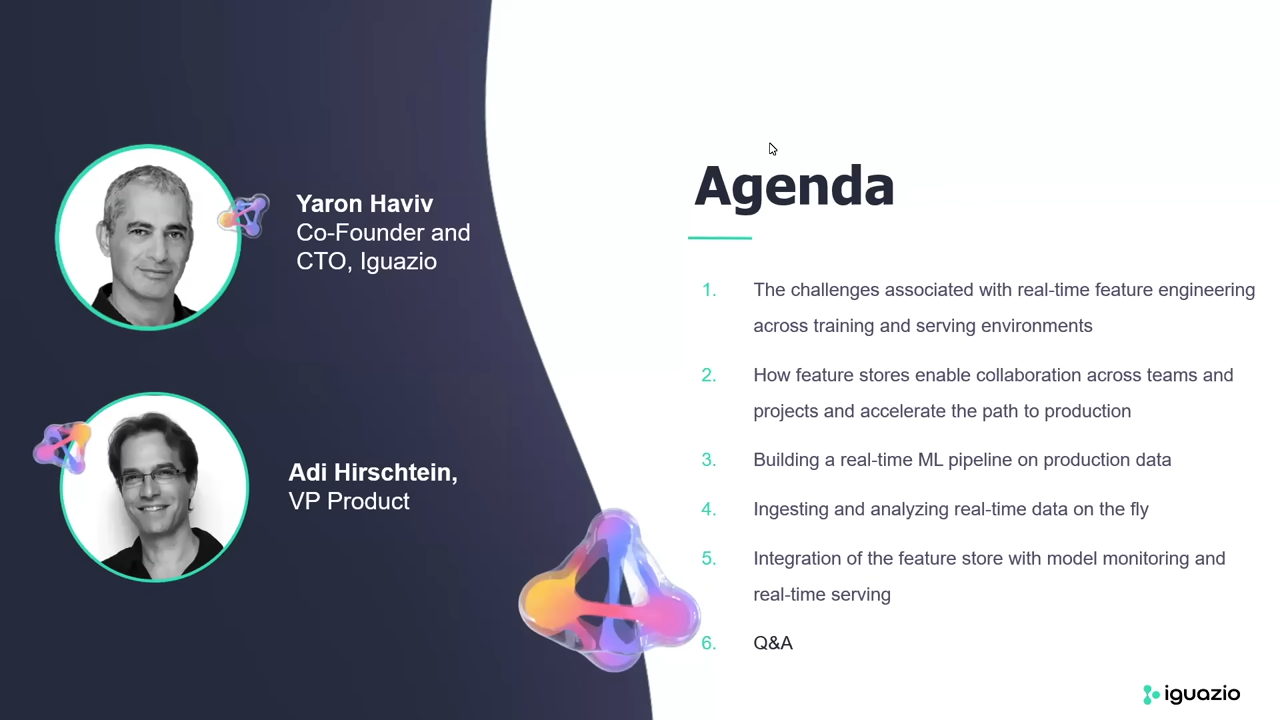 Yaron Haviv
Co-Founder and
CTO, Iguazio
Adi Hirschtein,
VP Product
Agenda
1. The challenges associated with real-time feature engineering
across training and serving environments
2. How feature stores enable collaboration across teams and
projects and accelerate the path to production
3. Building a real-time ML pipeline on production data
4. Ingesting and analyzing real-time data on the fly
5. Integration of the feature store with model monitoring and
real-time serving
6. Q&A
iguazio